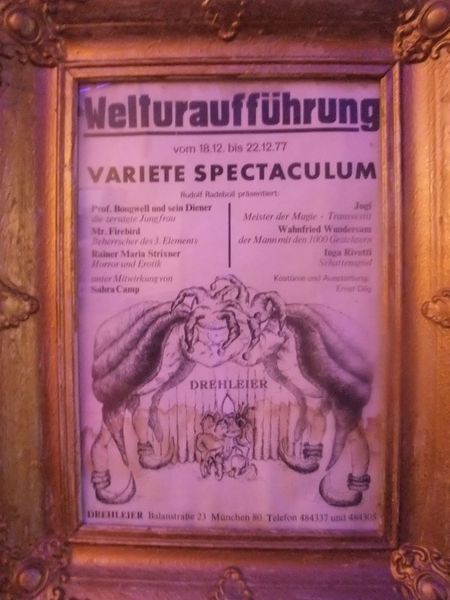 Welturaufführung
vom 18.12. bis 22.12.77
VARIETE SPECTACULUM
Rudolf Radeboll präsentiert:
Prof. Bongwell und sein Diener
die zersägte Jungfrau
Mr. Firebird
Beherrscher des 3. Elements
Rainer Maria Strixner
Horror und Erotik
unter Mitwirkung von
Sahra Camp
Jogi
Meister der Magie - Transvestit
Wahnfried Wundersam
der Mann mit den 1000 Gesichtern
Inga Rivetti
Schattenspiel
Kostüme und Ausstattung:
Ernst Dilg
DREHLEIER
DREHLEIER Balanstraße 23 München 80 Telefon 484337 und 484305